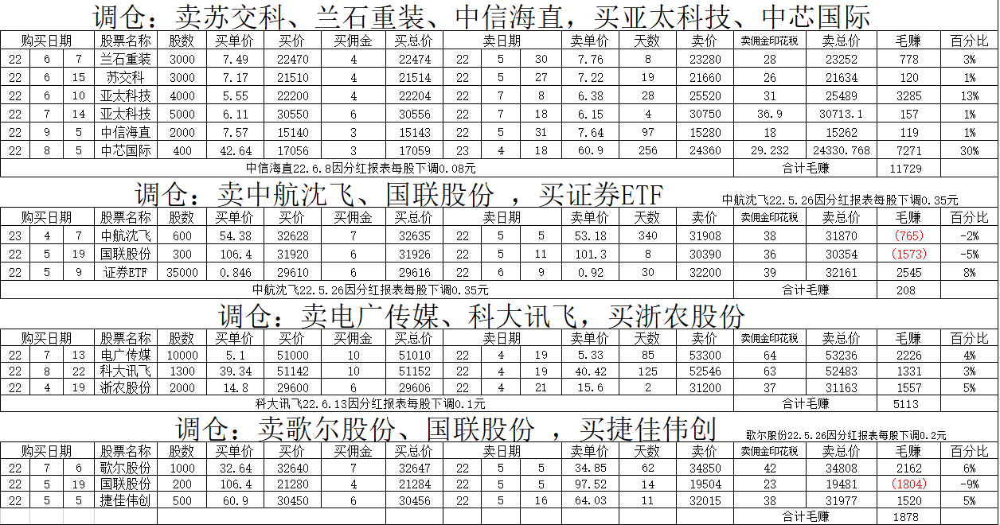 调仓：卖苏交科、兰石重装、中信海直，买亚太科技、中芯国际
购买日期 股票名称 股数 买单价 买价 买佣金 买总价 卖日期 卖单价 天数 卖价 卖佣金印花税 卖总价 毛赚 百分比
22 6 7 兰石重装 3000 7.49 22470 4 22474 22 5 30 7.76 8 23280 28 23252 778 3%
22 6 15 苏交科 3000 7.17 21510 4 21514 22 5 27 7.22 19 21660 26 21634 120 1%
22 6 10 亚太科技 4000 5.55 22200 4 22204 22 7 8 6.38 28 25520 31 25489 3285 13%
22 7 14 亚太科技 5000 6.11 30550 6 30556 22 7 18 6.15 4 30750 36.9 30713.1 157 1%
22 9 5 中信海直 2000 7.57 15140 3 15143 22 5 31 7.64 97 15280 18 15262 119 1%
22 8 5 中芯国际 400 42.64 17056 3 17059 23 4 18 60.9 256 24360 29.232 24330.768 7271 30%
中信海直22.6.8因分红报表每股下调0.08元 合计毛赚 11729
调仓：卖中航沈飞、国联股份 ，买证券ETF 中航沈飞22.5.26因分红报表每股下调0.35元
购买日期 股票名称 股数 买单价 买价 买佣金 买总价 卖日期 卖单价 天数 卖价 卖佣金印花税 卖总价 毛赚 百分比
23 4 7 中航沈飞 600 54.38 32628 7 32635 22 5 5 53.18 340 31908 38 31870 (765) -2%
22 5 19 国联股份 300 106.4 31920 6 31926 22 5 11 101.3 8 30390 36 30354 (1573) -5%
22 5 9 证券ETF 35000 0.846 29610 6 29616 22 6 9 0.92 30 32200 39 32161 2545 8%
中航沈飞22.5.26因分红报表每股下调0.35元 合计毛赚 208
调仓：卖电广传媒、科大讯飞，买浙农股份
购买日期 股票名称 股数 买单价 买价 买佣金 买总价 卖日期 卖单价 天数 卖价 卖佣金印花税 卖总价 毛赚 百分比
22 7 13 电广传媒 10000 5.1 51000 10 51010 22 4 19 5.33 85 53300 64 53236 2226 4%
22 8 22 科大讯飞 1300 39.34 51142 10 51152 22 4 19 40.42 125 52546 63 52483 1331 3%
22 4 19 浙农股份 2000 14.8 29600 6 29606 22 4 21 15.6 2 31200 37 31163 1557 5%
科大讯飞22.6.13因分红报表每股下调0.1元 合计毛赚 5113
调仓：卖歌尔股份、国联股份 ，买捷佳伟创 歌尔股份22.5.26因分红报表每股下调0.2元
购买日期 股票名称 股数 买单价 买价 买佣金 买总价 卖日期 卖单价 天数 卖价 卖佣金印花税 卖总价 毛赚 百分比
22 7 6 歌尔股份 1000 32.64 32640 7 32647 22 5 5 34.85 62 34850 42 34808 2162 6%
22 5 19 国联股份 200 106.4 21280 4 21284 22 5 5 97.52 14 19504 23 19481 (1804) -9%
22 5 5 捷佳伟创 500 60.9 30450 6 30456 22 5 16 64.03 11 32015 38 31977 1520 5%
合计毛赚 1878